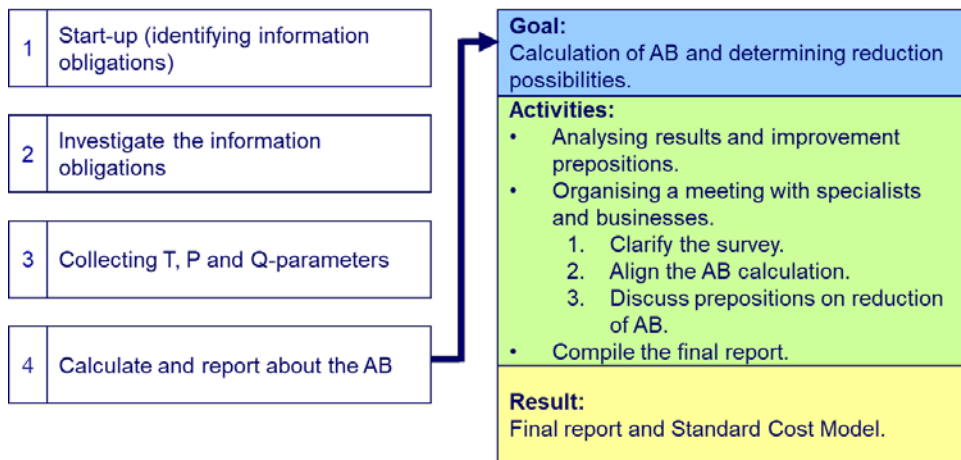 1
Start-up (identifying information
obligations)
2
Investigate the information
obligations
3
Collecting T, P and Q-parameters
4
Calculate and report about the AB
Goal:
Calculation of AB and determining reduction
possibilities.
Activities:
• Analysing results and improvement
prepositions.
• Organising a meeting with specialists
and businesses.
1. Clarify the survey.
2. Align the AB calculation.
3. Discuss prepositions on reduction
of AB.
• Compile the final report.
Result:
Final report and Standard Cost Model.